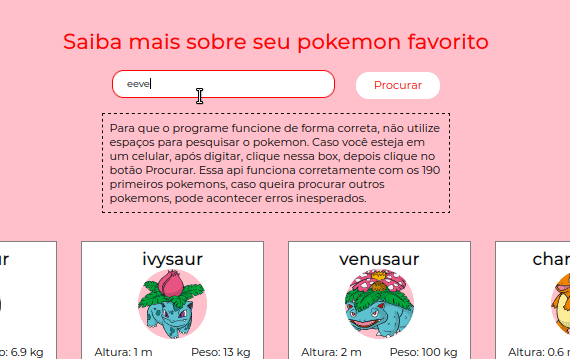 Saiba mais sobre seu pokemon favorito
eeve
Procurar
Para que o programe funcione de forma correta, não utilize
espaços para pesquisar o pokemon. Caso você esteja em
um celular, após digitar, clique nessa box, depois clique no
botão Procurar. Essa api funciona corretamente com os 190
primeiros pokemons, caso queira procurar outros
pokemons, pode acontecer erros inesperados.
ur ivysaur venusaur char
o: 6.9 kg Altura: 1 m Peso: 13 kg Altura: 2 m Peso: 100 kg Altura: 0.6 m